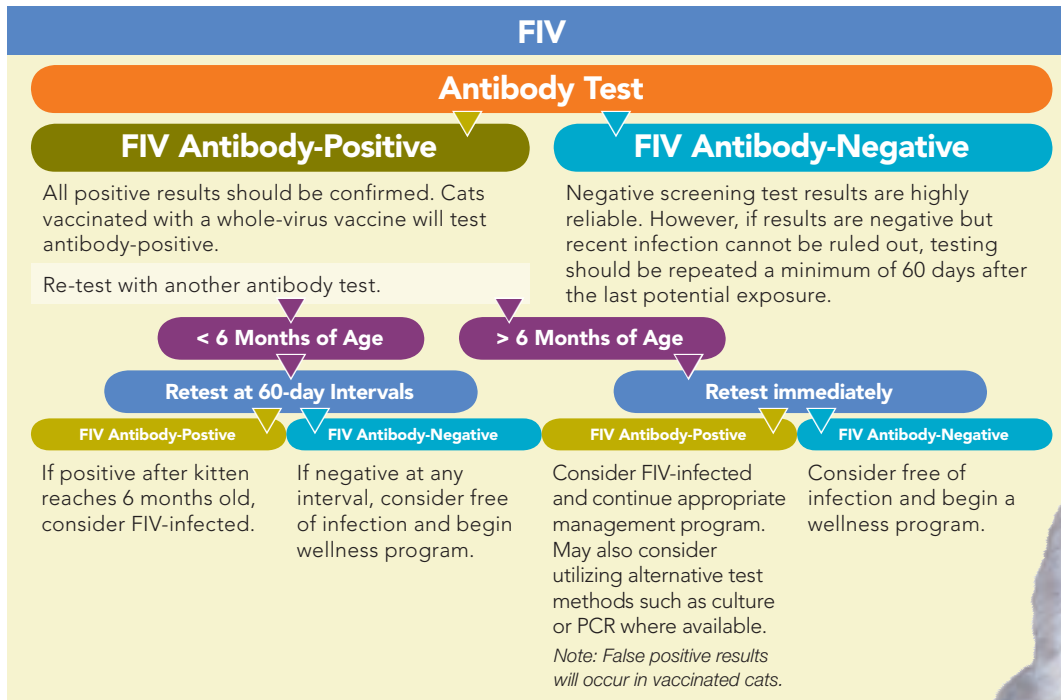 FIV
Antibody Test
FIV Antibody-Positive
All positive results should be confirmed. Cats
vaccinated with a whole-virus vaccine will test
antibody-positive.
Re-test with another antibody test.
FIV Antibody-Negative
Negative screening test results are highly
reliable. However, if results are negative but
recent infection cannot be ruled out, testing
should be repeated a minimum of 60 days after
the last potential exposure.
< 6 Months of Age
> 6 Months of Age
Retest at 60-day Intervals
Retest immediately
FIV Antibody-Postive
If positive after kitten
reaches 6 months old,
consider FIV-infected.
FIV Antibody-Negative
If negative at any
interval, consider free
of infection and begin
wellness program.
FIV Antibody-Postive
Consider FIV-infected
and continue appropriate
management program.
May also consider
utilizing alternative test
methods such as culture
or PCR where available.
Note: False positive results
will occur in vaccinated cats.
FIV Antibody-Negative
Consider free of
infection and begin a
wellness program.